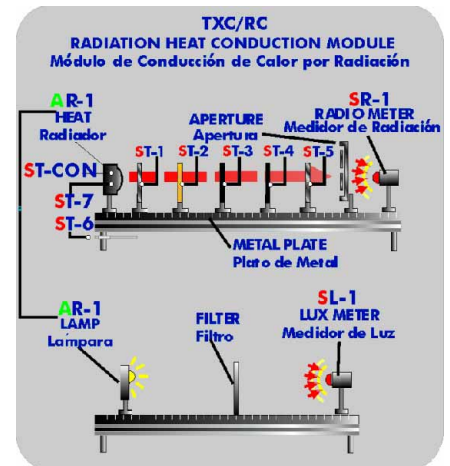 TXC/RC
RADIATION HEAT CONDUCTION MODULE
Módulo de Conducción de Calor por Radiación
AR-1
HEAT
Radiador
APERTURE
Apertura
SR-1
RADIO METER
Medidor de Radiación
ST-CON
ST-1
ST-2
ST-3
ST-4
ST-5
ST-7
ST-6
METAL PLATE
Plato de Metal
AR-1
LAMP
Lámpara
FILTER
Filtro
SL-1
LUX METER
Medidor de Luz